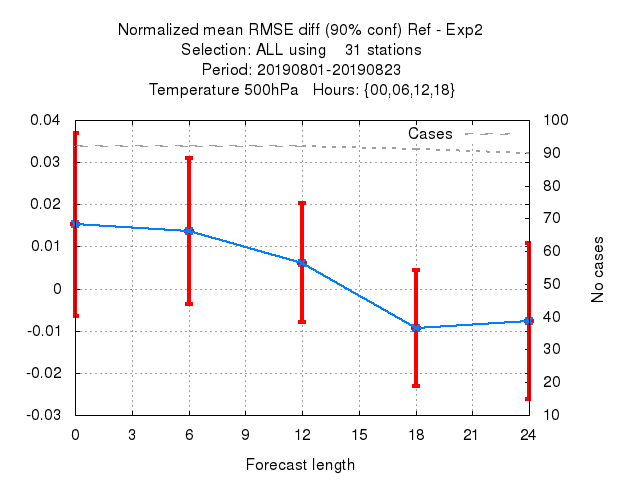 Normalized mean RMSE diff (90% conf) Ref - Exp2
Selection: ALL using 31 stations
Period: 20190801-20190823
Temperature 500hPa Hours: {00,06,12,18}
Cases
0.04
0.03
0.02
0.01
0
-0.01
-0.02
-0.03
100
90
80
70
60
50
40
30
20
10
No cases
0 3 6 9 12 15 18 21 24
Forecast length